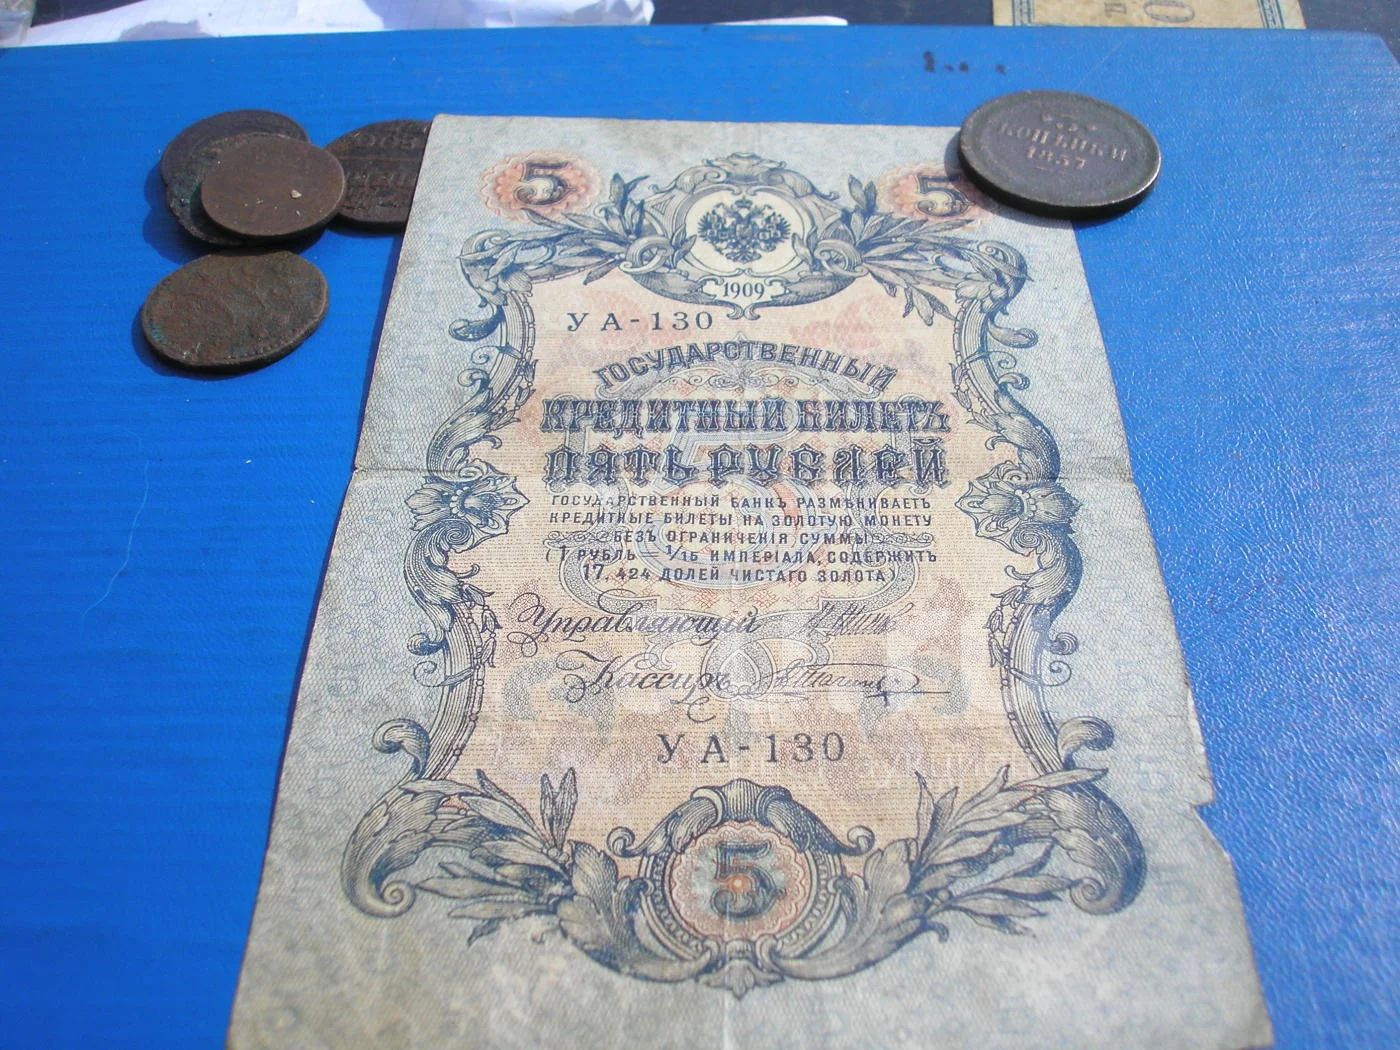 КОПѢЙКИ
1857
5 5
1909
УА-130
ГОСУДАРСТВЕННЫЙ
КРЕДИТНЫЙ БИЛЕТЪ
ПЯТЬ РУБЛЕЙ
ГОСУДАРСТВЕННЫЙ БАНКЪ РАЗМѢНИВАЕТЪ
КРЕДИТНЫЕ БИЛЕТЫ НА ЗОЛОТУЮ МОНЕТУ
БЕЗЪ ОГРАНИЧЕНІЯ СУММЫ
(1 РУБЛЬ = 1/15 ИМПЕРІАЛА, СОДЕРЖИТЪ
17,424 ДОЛЕЙ ЧИСТАГО ЗОЛОТА).
Управляющій
Кассиръ
УА-130
5